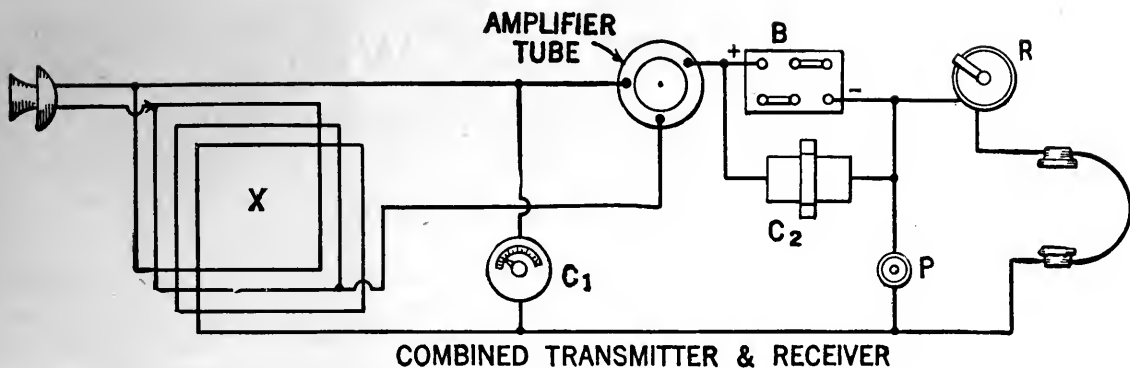 AMPLIFIER
TUBE
B
R
+
-
X
C2
C1
P
COMBINED TRANSMITTER & RECEIVER